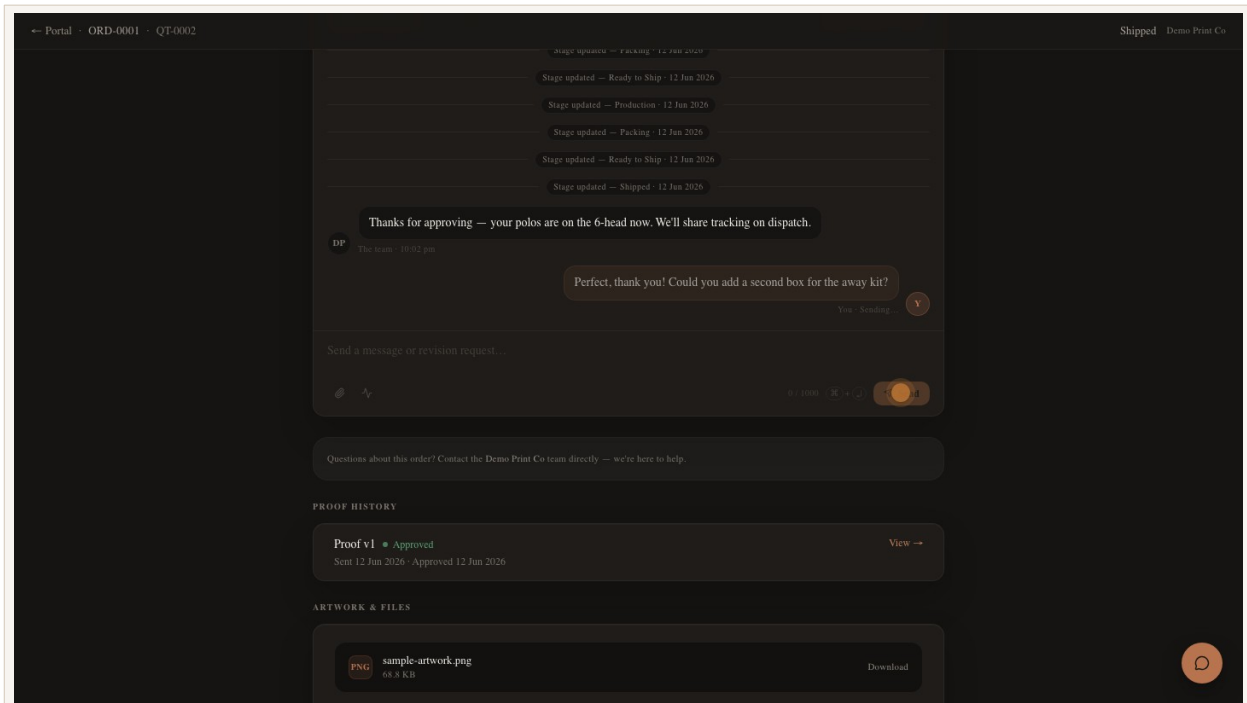 ← Portal · ORD-0001 · QT-0002
Shipped Demo Print Co
Stage updated — Packing · 12 Jun 2026
Stage updated — Ready to Ship · 12 Jun 2026
Stage updated — Production · 12 Jun 2026
Stage updated — Packing · 12 Jun 2026
Stage updated — Ready to Ship · 12 Jun 2026
Stage updated — Shipped · 12 Jun 2026
Thanks for approving — your polos are on the 6-head now. We'll share tracking on dispatch.
DP
The team · 10:02 pm
Perfect, thank you! Could you add a second box for the away kit?
Y
You · Sending…
Send a message or revision request…
0 / 1000 ⌘ +
Questions about this order? Contact the Demo Print Co team directly — we're here to help.
PROOF HISTORY
Proof v1 • Approved
View →
Sent 12 Jun 2026 · Approved 12 Jun 2026
ARTWORK & FILES
PNG
sample-artwork.png
68.8 KB
Download